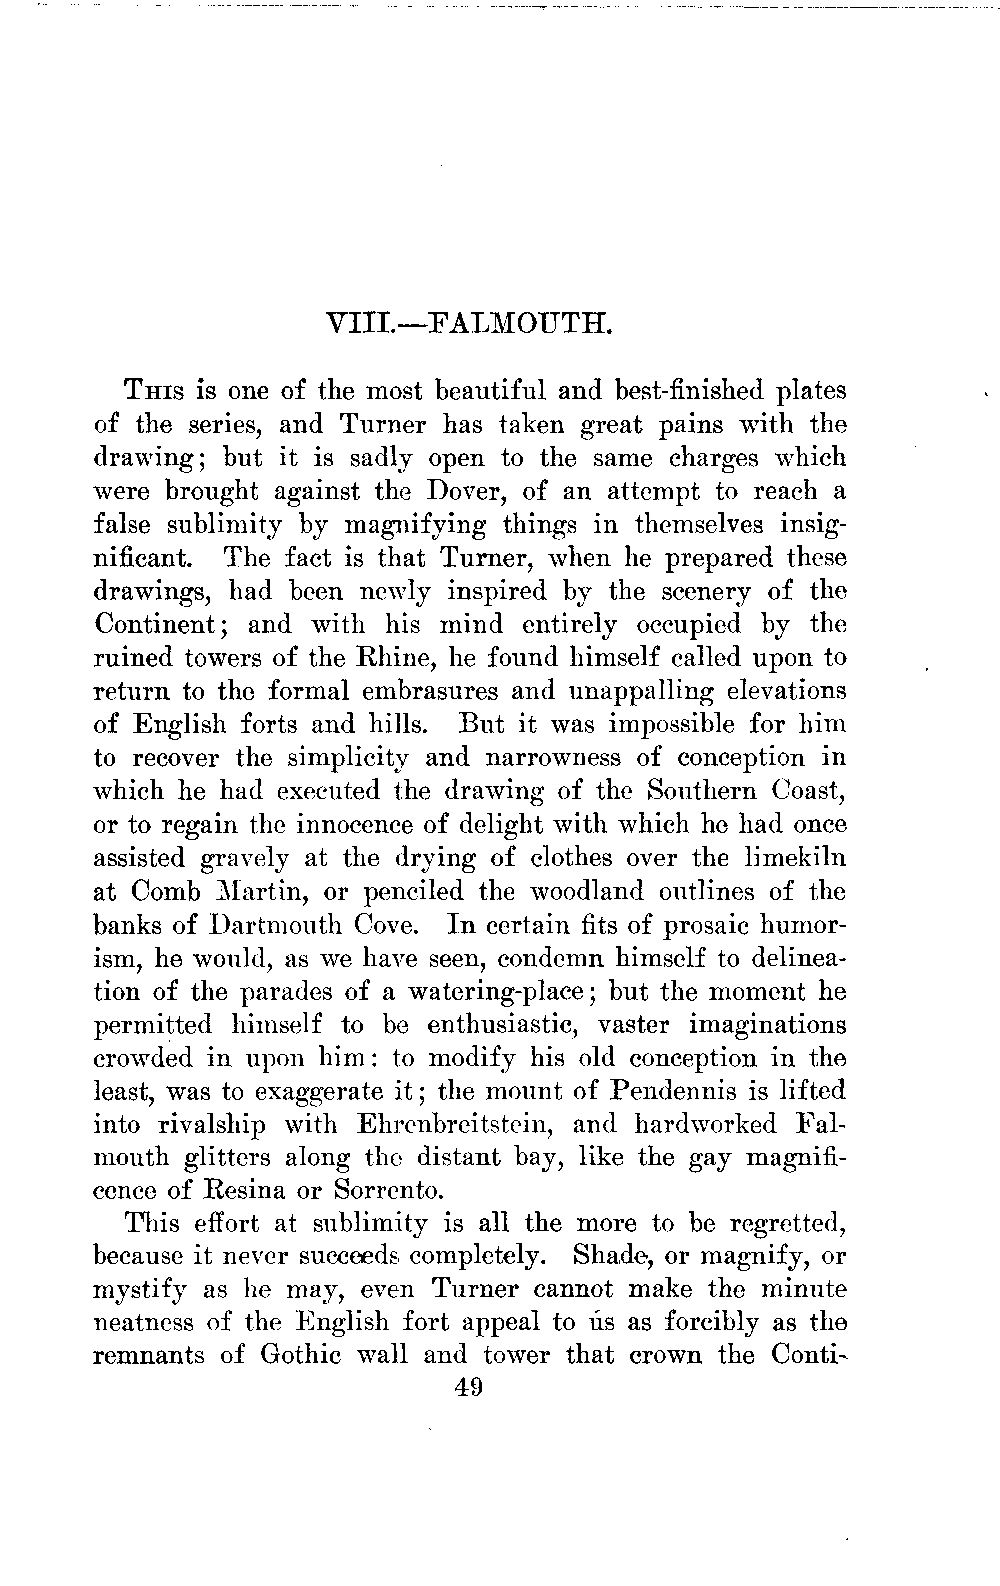 VIII.—FALMOUTH.
THIS is one of the most beautiful and best-finished plates
of the series, and Turner has taken great pains with the
drawing; but it is sadly open to the same charges which
were brought against the Dover, of an attempt to reach a
false sublimity by magnifying things in themselves insig-
nificant. The fact is that Turner, when he prepared these
drawings, had been newly inspired by the scenery of the
Continent; and with his mind entirely occupied by the
ruined towers of the Rhine, he found himself called upon to
return to the formal embrasures and unappalling elevations
of English forts and hills. But it was impossible for him
to recover the simplicity and narrowness of conception in
which he had executed the drawing of the Southern Coast,
or to regain the innocence of delight with which he had once
assisted gravely at the drying of clothes over the limekiln
at Comb Martin, or penciled the woodland outlines of the
banks of Dartmouth Cove. In certain fits of prosaic humor-
ism, he would, as we have seen, condemn himself to delinea-
tion of the parades of a watering-place; but the moment he
permitted himself to be enthusiastic, vaster imaginations
crowded in upon him: to modify his old conception in the
least, was to exaggerate it; the mount of Pendennis is lifted
into rivalship with Ehrenbreitstein, and hardworked Fal-
mouth glitters along the distant bay, like the gay magnifi-
cence of Resina or Sorrento.
This effort at sublimity is all the more to be regretted,
because it never succeeds completely. Shade, or magnify, or
mystify as he may, even Turner cannot make the minute
neatness of the English fort appeal to us as forcibly as the
remnants of Gothic wall and tower that crown the Conti-
49